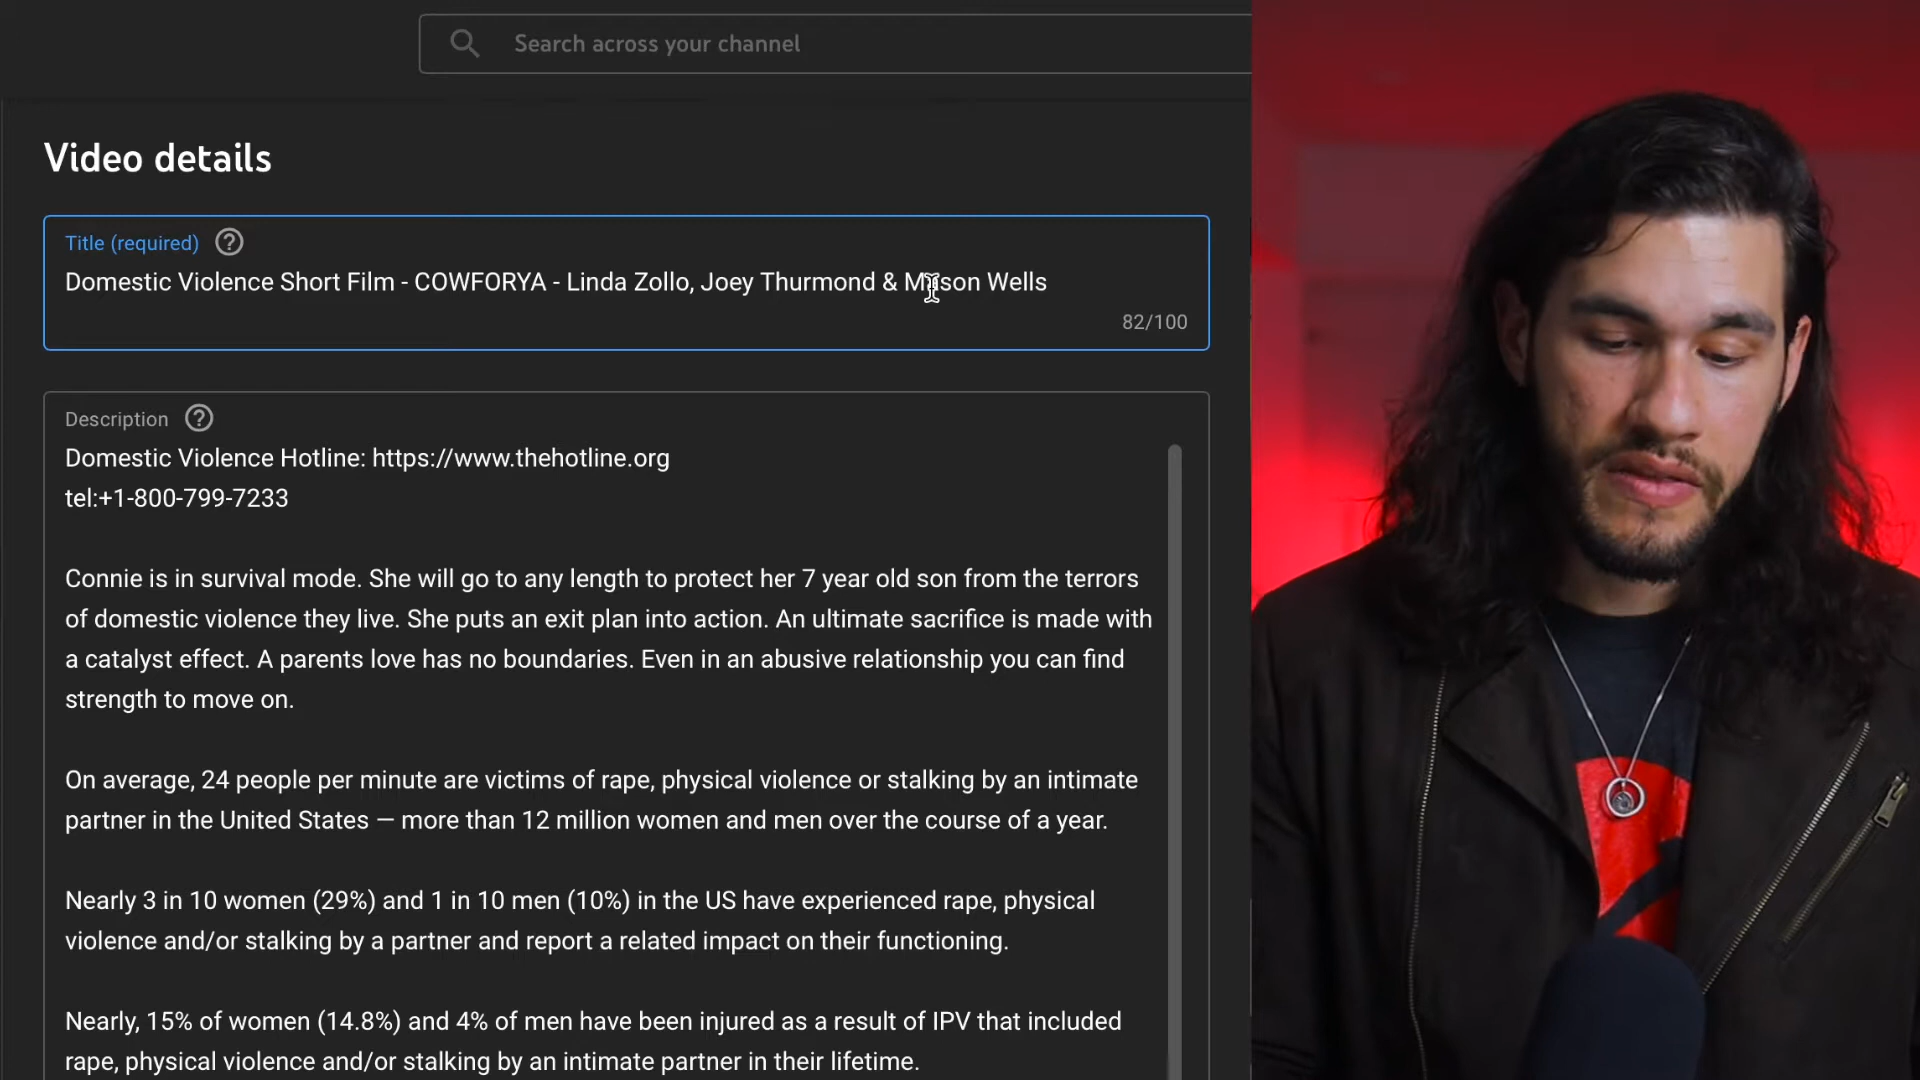 Search across your channel
Video details
Title (required)
Domestic Violence Short Film - COWFORYA - Linda Zollo, Joey Thurmond & Mason Wells
82/100
Description
Domestic Violence Hotline: https://www.thehotline.org
tel:+1-800-799-7233
Connie is in survival mode. She will go to any length to protect her 7 year old son from the terrors
of domestic violence they live. She puts an exit plan into action. An ultimate sacrifice is made with
a catalyst effect. A parents love has no boundaries. Even in an abusive relationship you can find
strength to move on.
On average, 24 people per minute are victims of rape, physical violence or stalking by an intimate
partner in the United States — more than 12 million women and men over the course of a year.
Nearly 3 in 10 women (29%) and 1 in 10 men (10%) in the US have experienced rape, physical
violence and/or stalking by a partner and report a related impact on their functioning.
Nearly, 15% of women (14.8%) and 4% of men have been injured as a result of IPV that included
rape, physical violence and/or stalking by an intimate partner in their lifetime.